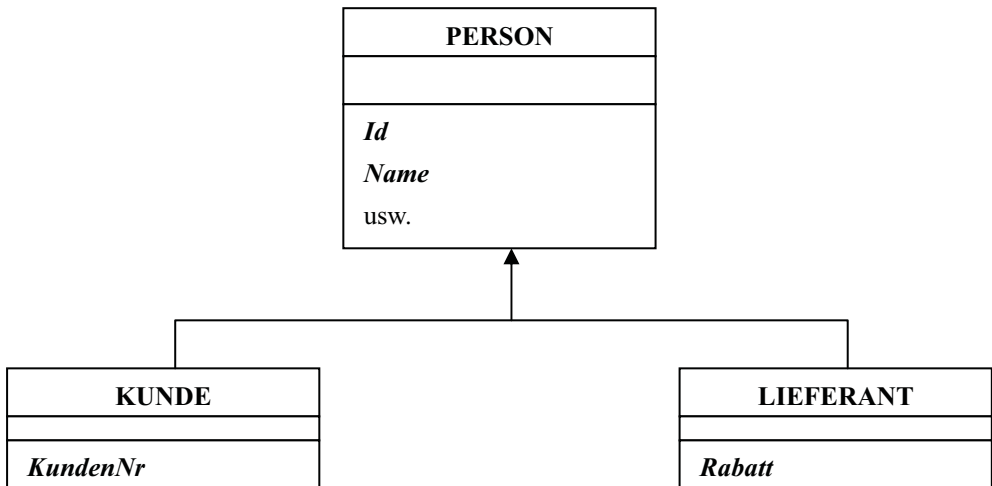 PERSON
Id
Name
usw.
KUNDE
KundenNr
LIEFERANT
Rabatt